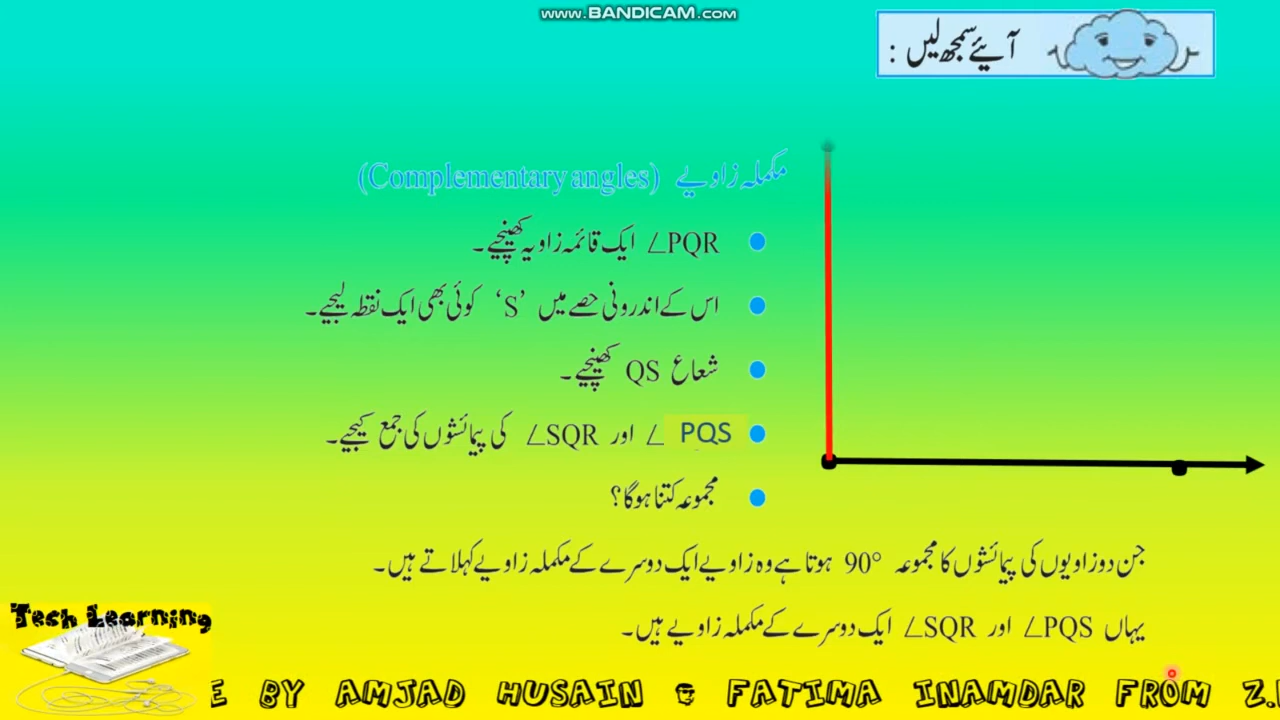 WWW.BANDICAM.COM
آئیے سمجھ لیں :
مکملہ زاویے (Complementary angles)
∠PQR ایک قائمہ زاویہ کھینچیے۔
اس کے اندرونی حصے میں ’S‘ کوئی بھی ایک نقطہ لیجیے۔
شعاع QS کھینچیے۔
∠ PQS اور ∠SQR کی پیمائشوں کی جمع کیجیے۔
مجموعہ کتنا ہوگا؟
جن دو زاویوں کی پیمائشوں کا مجموعہ 90° ہوتا ہے وہ زاویے ایک دوسرے کے مکملہ زاویے کہلاتے ہیں۔
یہاں ∠PQS اور ∠SQR ایک دوسرے کے مکملہ زاویے ہیں۔
Tech Learning
E BY AMJAD HUSAIN & FATIMA INAMDAR FROM Z.